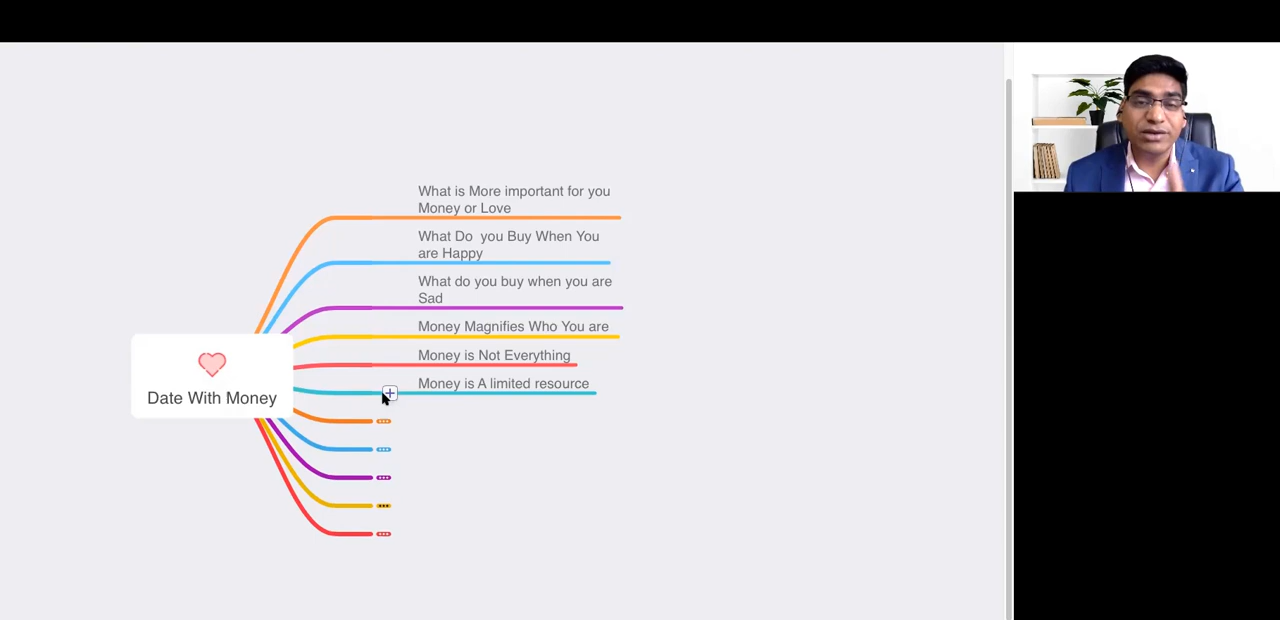 What is More important for you
Money or Love
What Do  you Buy When You
are Happy
What do you buy when you are
Sad
Money Magnifies Who You are
Money is Not Everything
Money is A limited resource
Date With Money